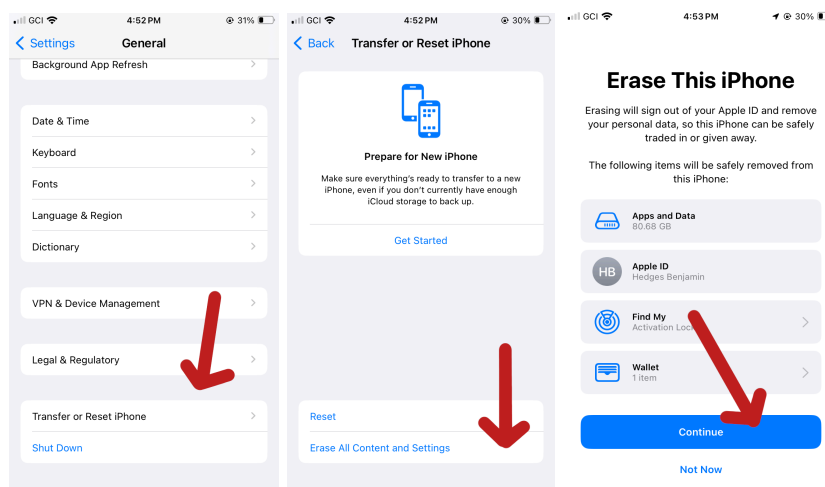 GCI 4:52 PM 31%
Settings General
Background App Refresh
Date & Time
Keyboard
Fonts
Language & Region
Dictionary
VPN & Device Management
Legal & Regulatory
Transfer or Reset iPhone
Shut Down
GCI 4:52 PM 30%
Back Transfer or Reset iPhone
Prepare for New iPhone
Make sure everything's ready to transfer to a new
iPhone, even if you don't currently have enough
iCloud storage to back up.
Get Started
Reset
Erase All Content and Settings
GCI 4:53 PM 30%
Erase This iPhone
Erasing will sign out of your Apple ID and remove
your personal data, so this iPhone can be safely
traded in or given away.
The following items will be safely removed from
this iPhone:
Apps and Data
80.68 GB
HB
Apple ID
Hedges Benjamin
Find My
Activation Loc
Wallet
1 item
Continue
Not Now